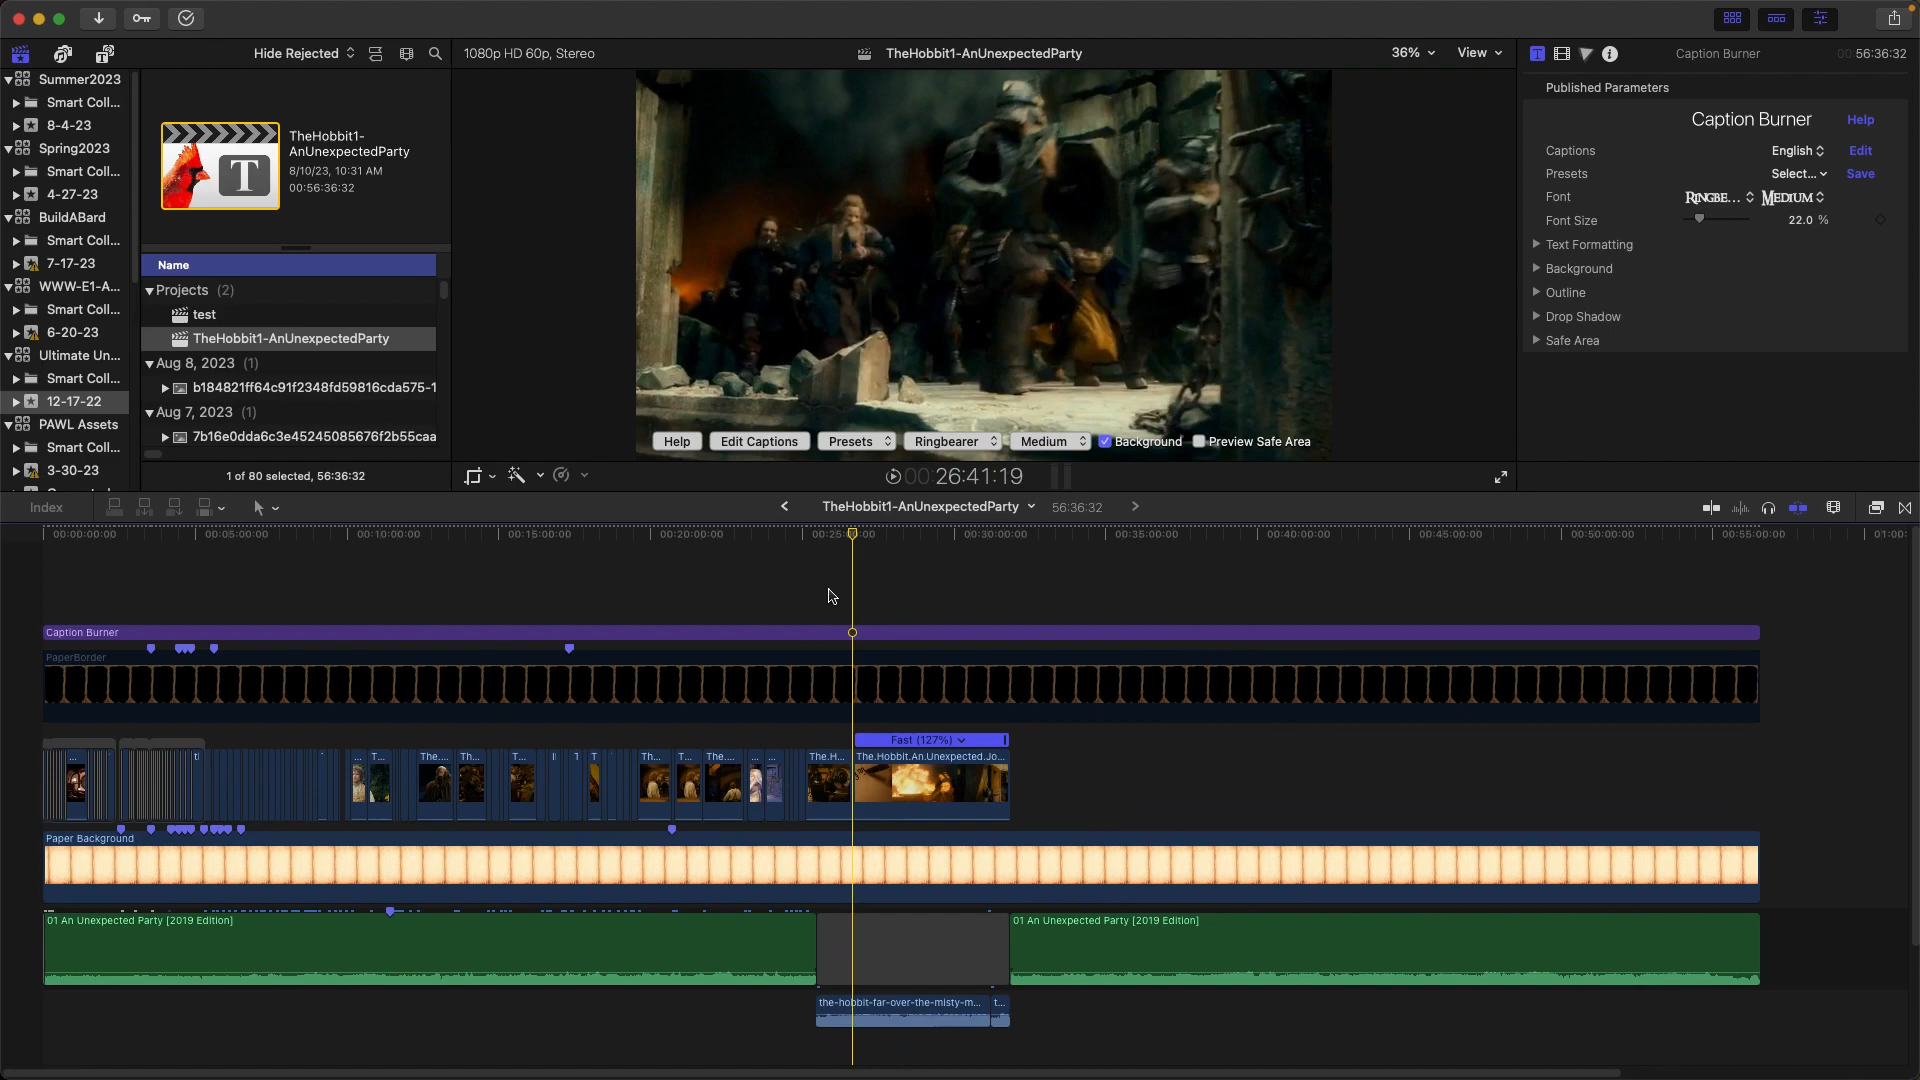 Hide Rejected
1080p HD 60p, Stereo
TheHobbit1-AnUnexpectedParty
36%
View
Caption Burner
00:56:36:32
Summer2023
Smart Coll...
8-4-23
Spring2023
Smart Coll...
4-27-23
BuildABard
Smart Coll...
7-17-23
WWW-E1-A...
Smart Coll...
6-20-23
Ultimate Un...
Smart Coll...
12-17-22
PAWL Assets
Smart Coll...
3-30-23
T
TheHobbit1-
AnUnexpectedParty
8/10/23, 10:31 AM
00:56:36:32
Name
Projects (2)
test
TheHobbit1-AnUnexpectedParty
Aug 8, 2023 (1)
b184821ff64c91f2348fd59816cda575-1
Aug 7, 2023 (1)
7b16e0dda6c3e45245085676f2b55caa
1 of 80 selected, 56:36:32
Help
Edit Captions
Presets
Ringbearer
Medium
Background
Preview Safe Area
00:26:41:19
Published Parameters
Caption Burner
Help
Captions
English
Edit
Presets
Select...
Save
Font
Ringbe...
Medium
Font Size
22.0 %
Text Formatting
Background
Outline
Drop Shadow
Safe Area
Index
TheHobbit1-AnUnexpectedParty
56:36:32
00:00:00:00
00:05:00:00
00:10:00:00
00:15:00:00
00:20:00:00
00:25:00:00
00:30:00:00
00:35:00:00
00:40:00:00
00:45:00:00
00:50:00:00
00:55:00:00
01:00:
Caption Burner
PaperBorder
Fast (127%)
...
T...
The....
Th...
T...
T
T
Th...
T...
The....
...
...
The.H...
The.Hobbit.An.Unexpected.Jo...
Paper Background
01 An Unexpected Party [2019 Edition]
01 An Unexpected Party [2019 Edition]
the-hobbit-far-over-the-misty-m...
t...